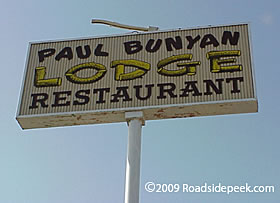 PAUL BUNYAN
LODGE
RESTAURANT
©2009 Roadsidepeek.com